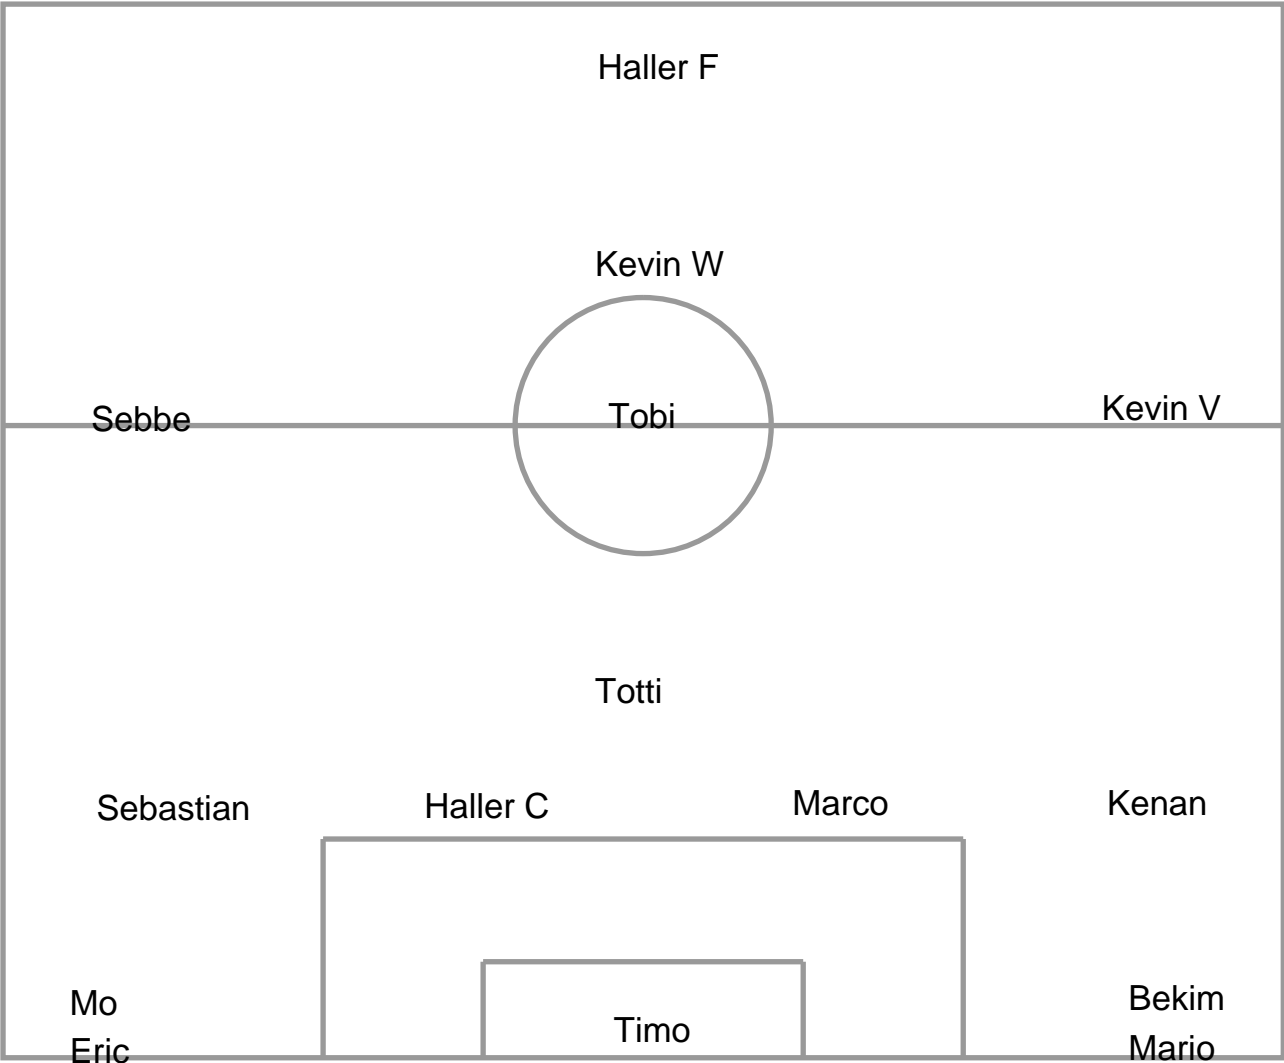 Haller F
Kevin W
Sebbe
Tobi
Kevin V
Totti
Sebastian
Haller C
Marco
Kenan
Mo
Eric
Timo
Bekim
Mario